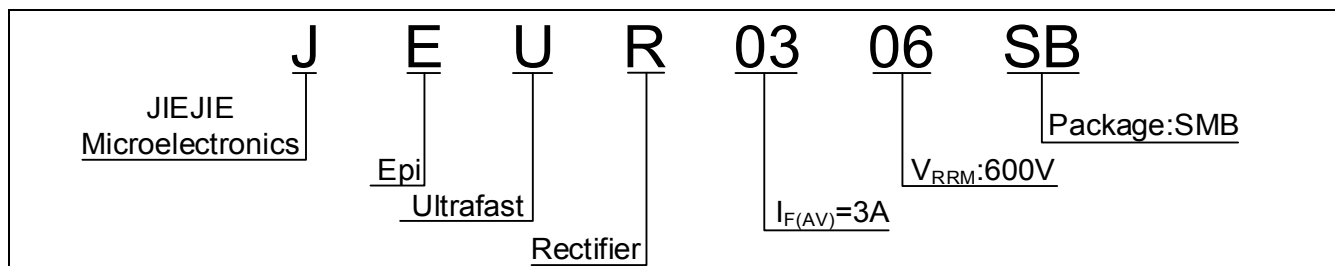 J E U R 03 06 SB
JIEJIE
Microelectronics
Package:SMB
Epi
VRRM:600V
Ultrafast
IF(AV)=3A
Rectifier